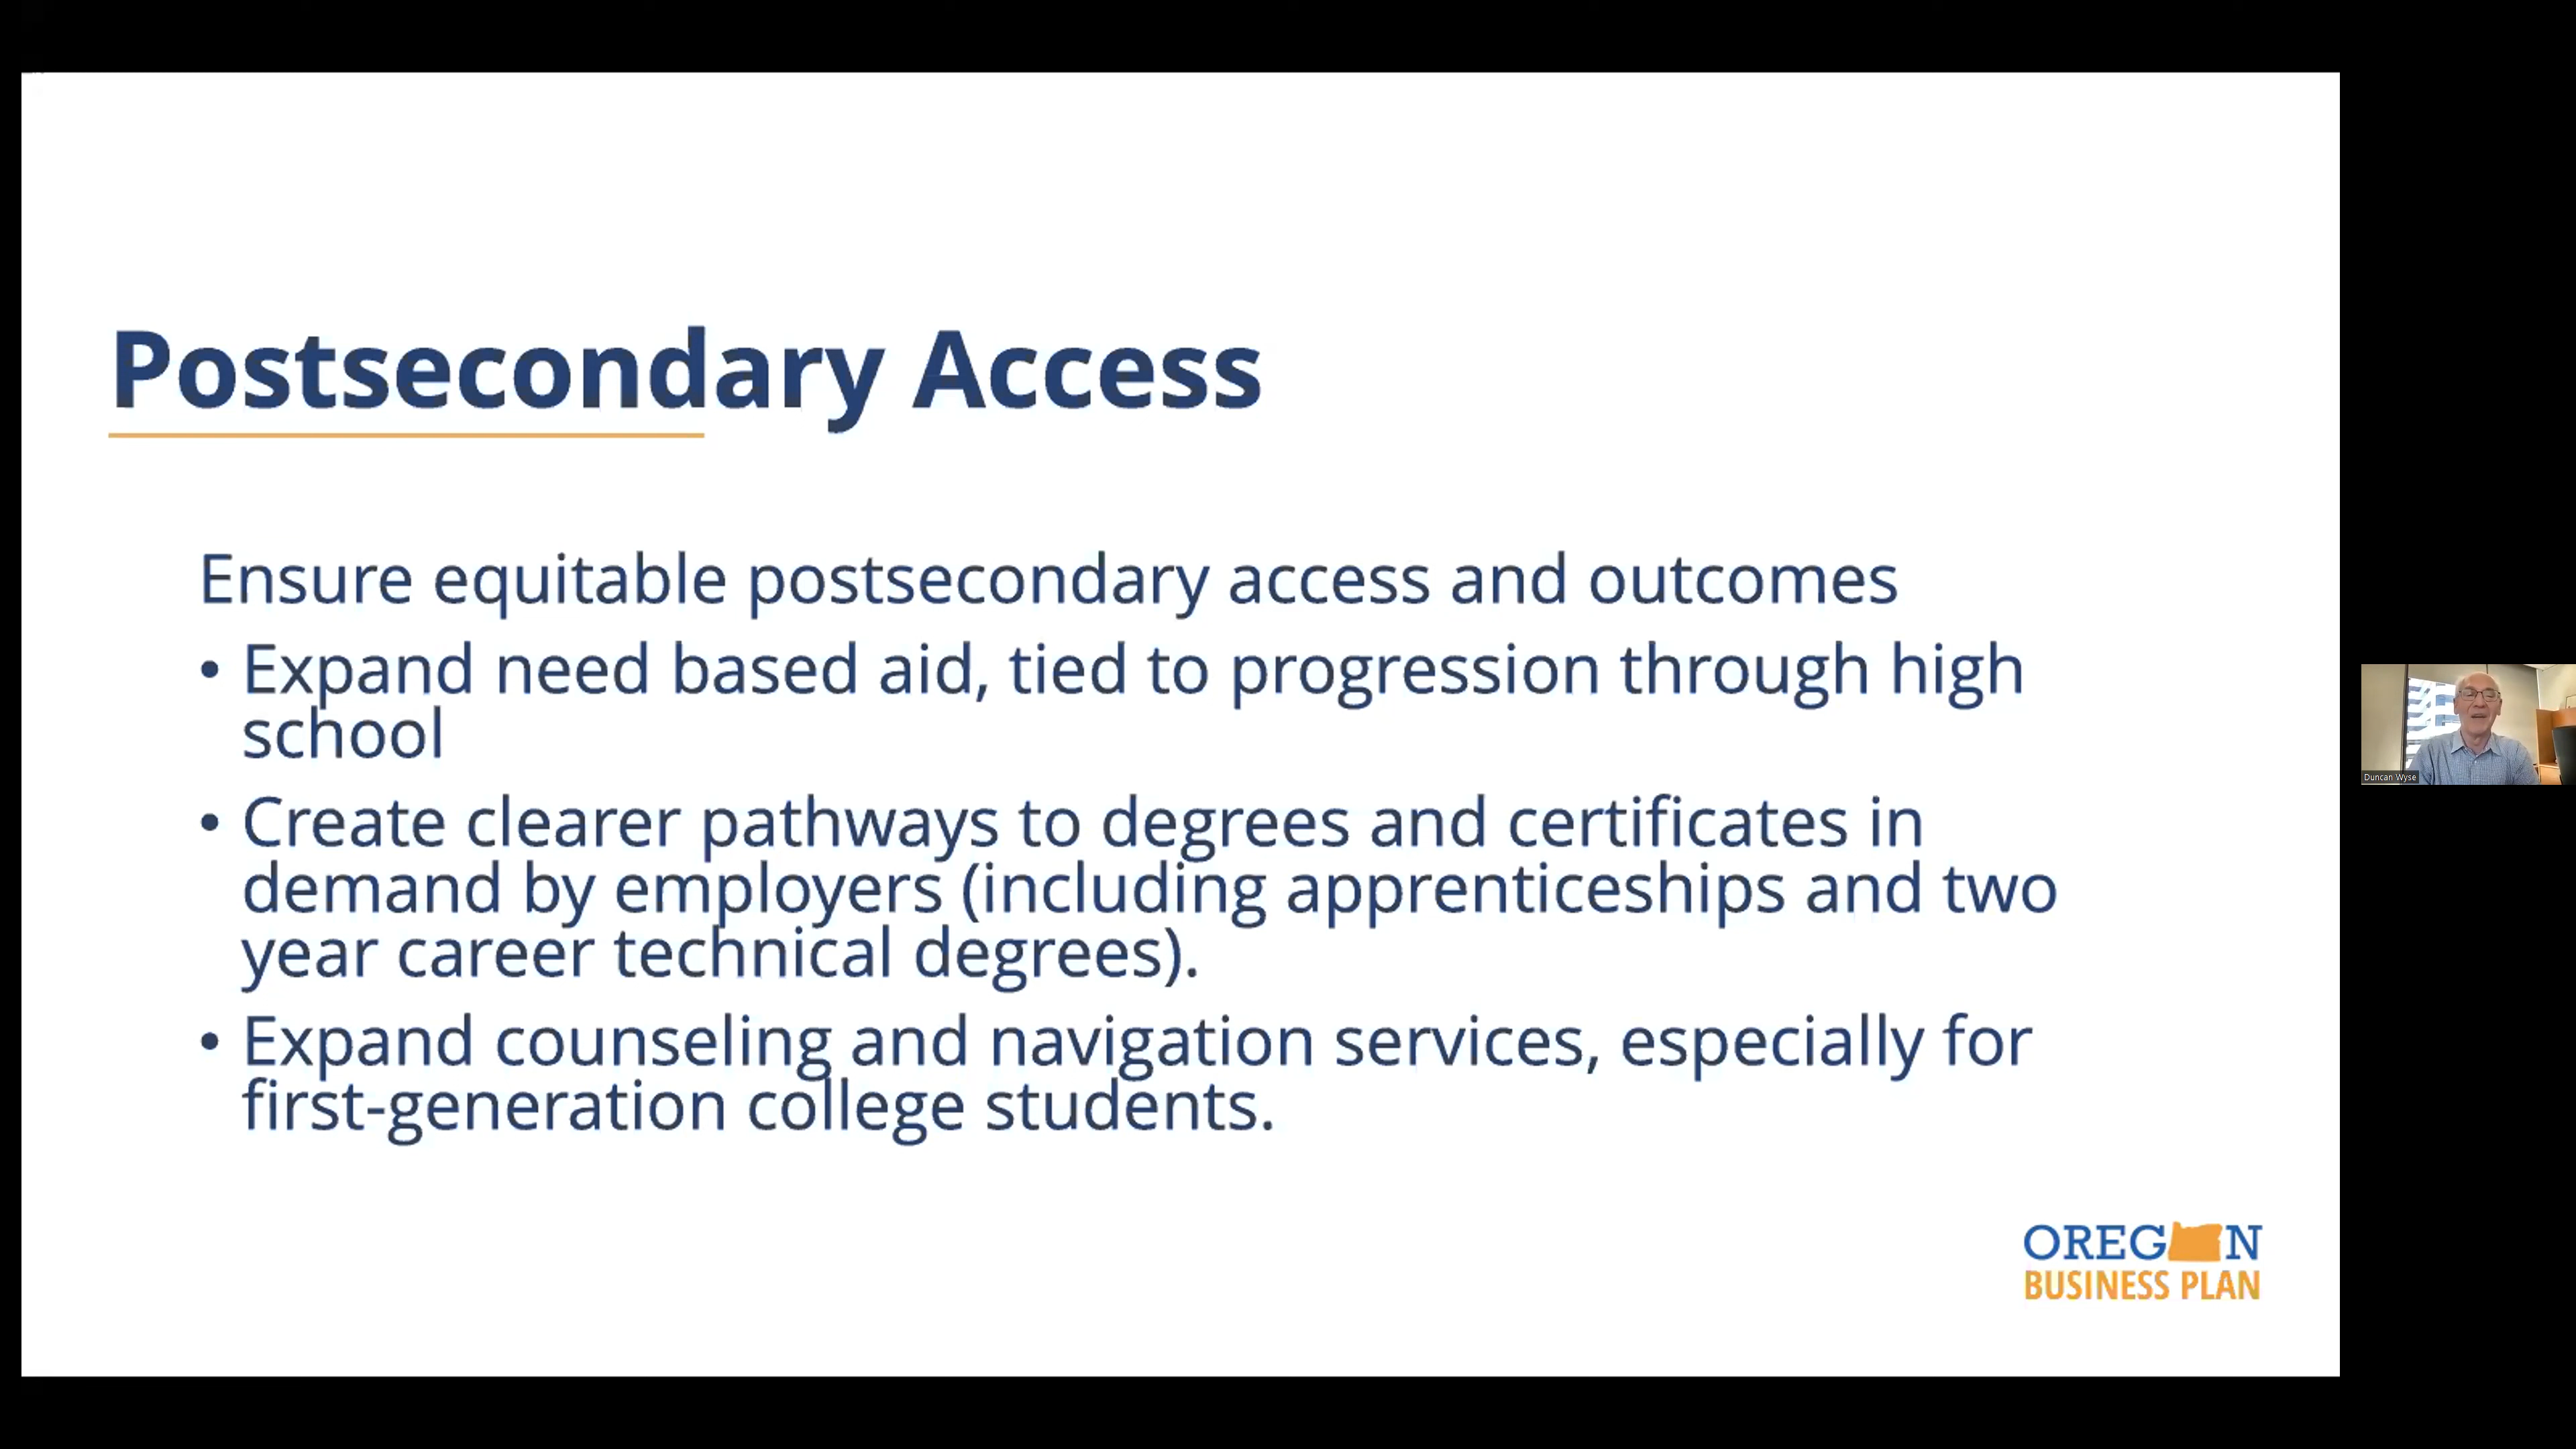 Postsecondary Access
Ensure equitable postsecondary access and outcomes
• Expand need based aid, tied to progression through high
school
• Create clearer pathways to degrees and certificates in
demand by employers (including apprenticeships and two
year career technical degrees).
• Expand counseling and navigation services, especially for
first-generation college students.
Duncan Wyse
OREGON
BUSINESS PLAN